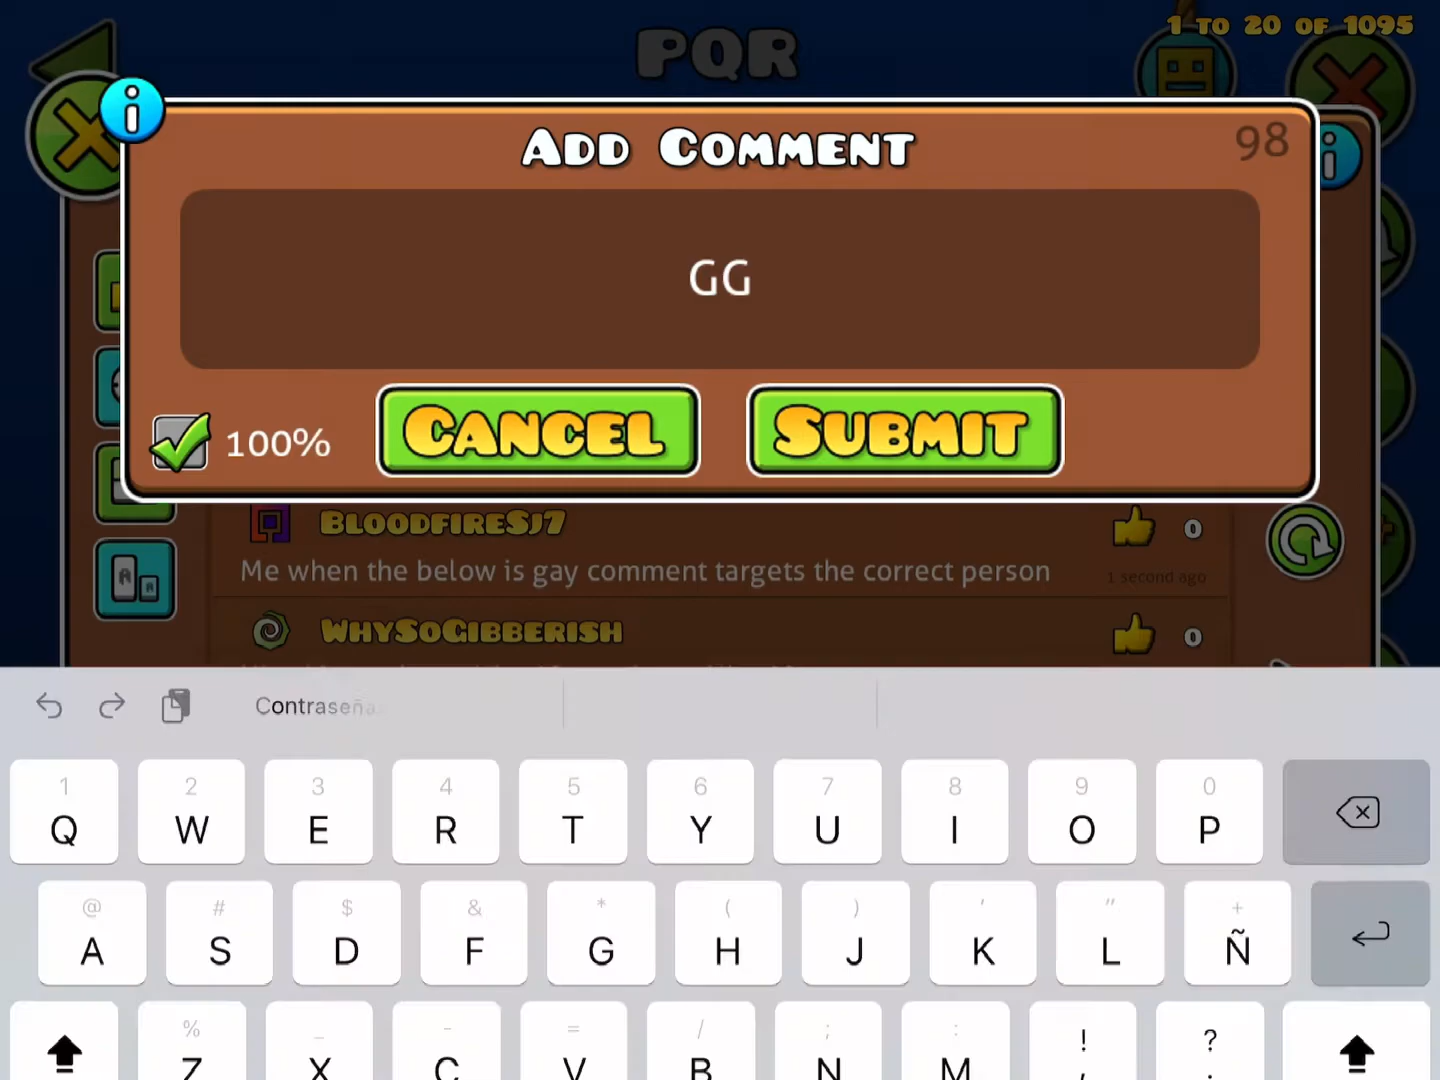 1 to 20 of 1095
PQR
Add Comment
98
GG
100%
Cancel
Submit
BloodfireSJ7
0
Me when the below is gay comment targets the correct person
1 second ago
WhySoGibberish
0
Contraseña
1 2 3 4 5 6 7 8 9 0
Q W E R T Y U I O P
@ # $ & * ( ) ' " +
A S D F G H J K L Ñ
% _ - = / ; : ! ?
Z X C V B N M , .